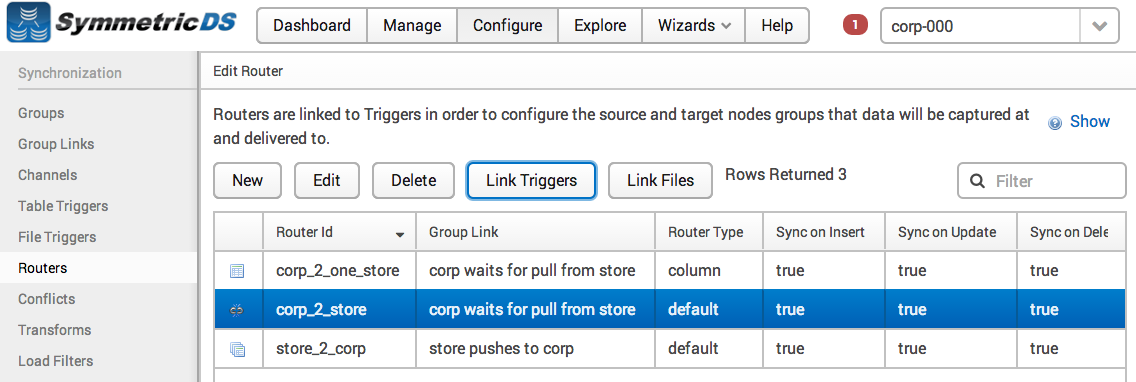 SymmetricDS
Dashboard Manage Configure Explore Wizards Help 1 corp-000
Synchronization
Groups
Group Links
Channels
Table Triggers
File Triggers
Routers
Conflicts
Transforms
Load Filters
Edit Router
Routers are linked to Triggers in order to configure the source and target nodes groups that data will be captured at
and delivered to.
Show
New Edit Delete Link Triggers Link Files Rows Returned 3 Filter
Router Id Group Link Router Type Sync on Insert Sync on Update Sync on Dele
corp_2_one_store corp waits for pull from store column true true true
corp_2_store corp waits for pull from store default true true true
store_2_corp store pushes to corp default true true true